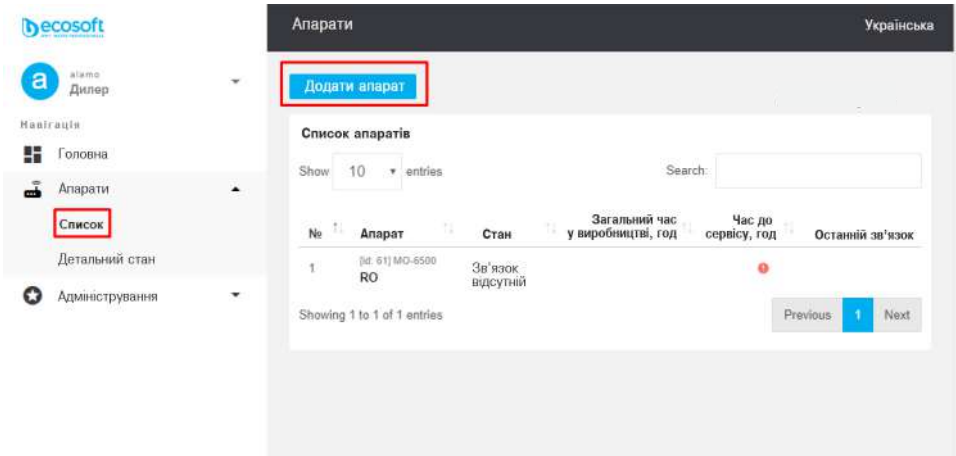 ecosoft
Апарати
Українська
a
alamo
Дилер
Навігація
Головна
Апарати
Список
Детальний стан
Адміністрування
Додати апарат
Список апаратів
Show 10 entries
Search:
№ Апарат Стан Загальний час у виробництві, год Час до сервісу, год Останній зв'язок
1 [id: 61] MO-6500 RO Зв'язок відсутній
Showing 1 to 1 of 1 entries
Previous 1 Next